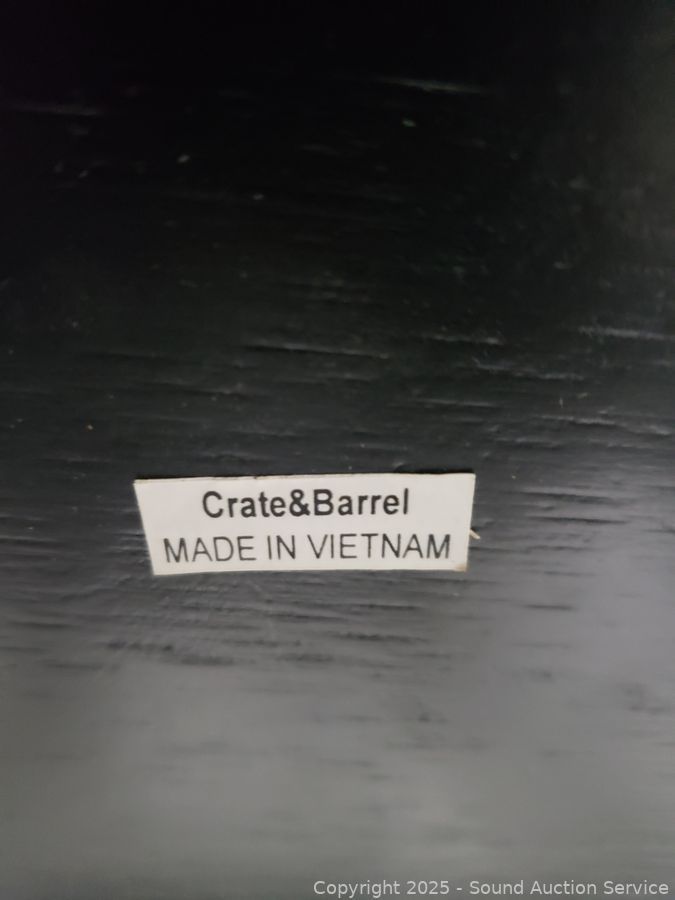 Crate&Barrel
MADE IN VIETNAM
Copyright 2025 - Sound Auction Service